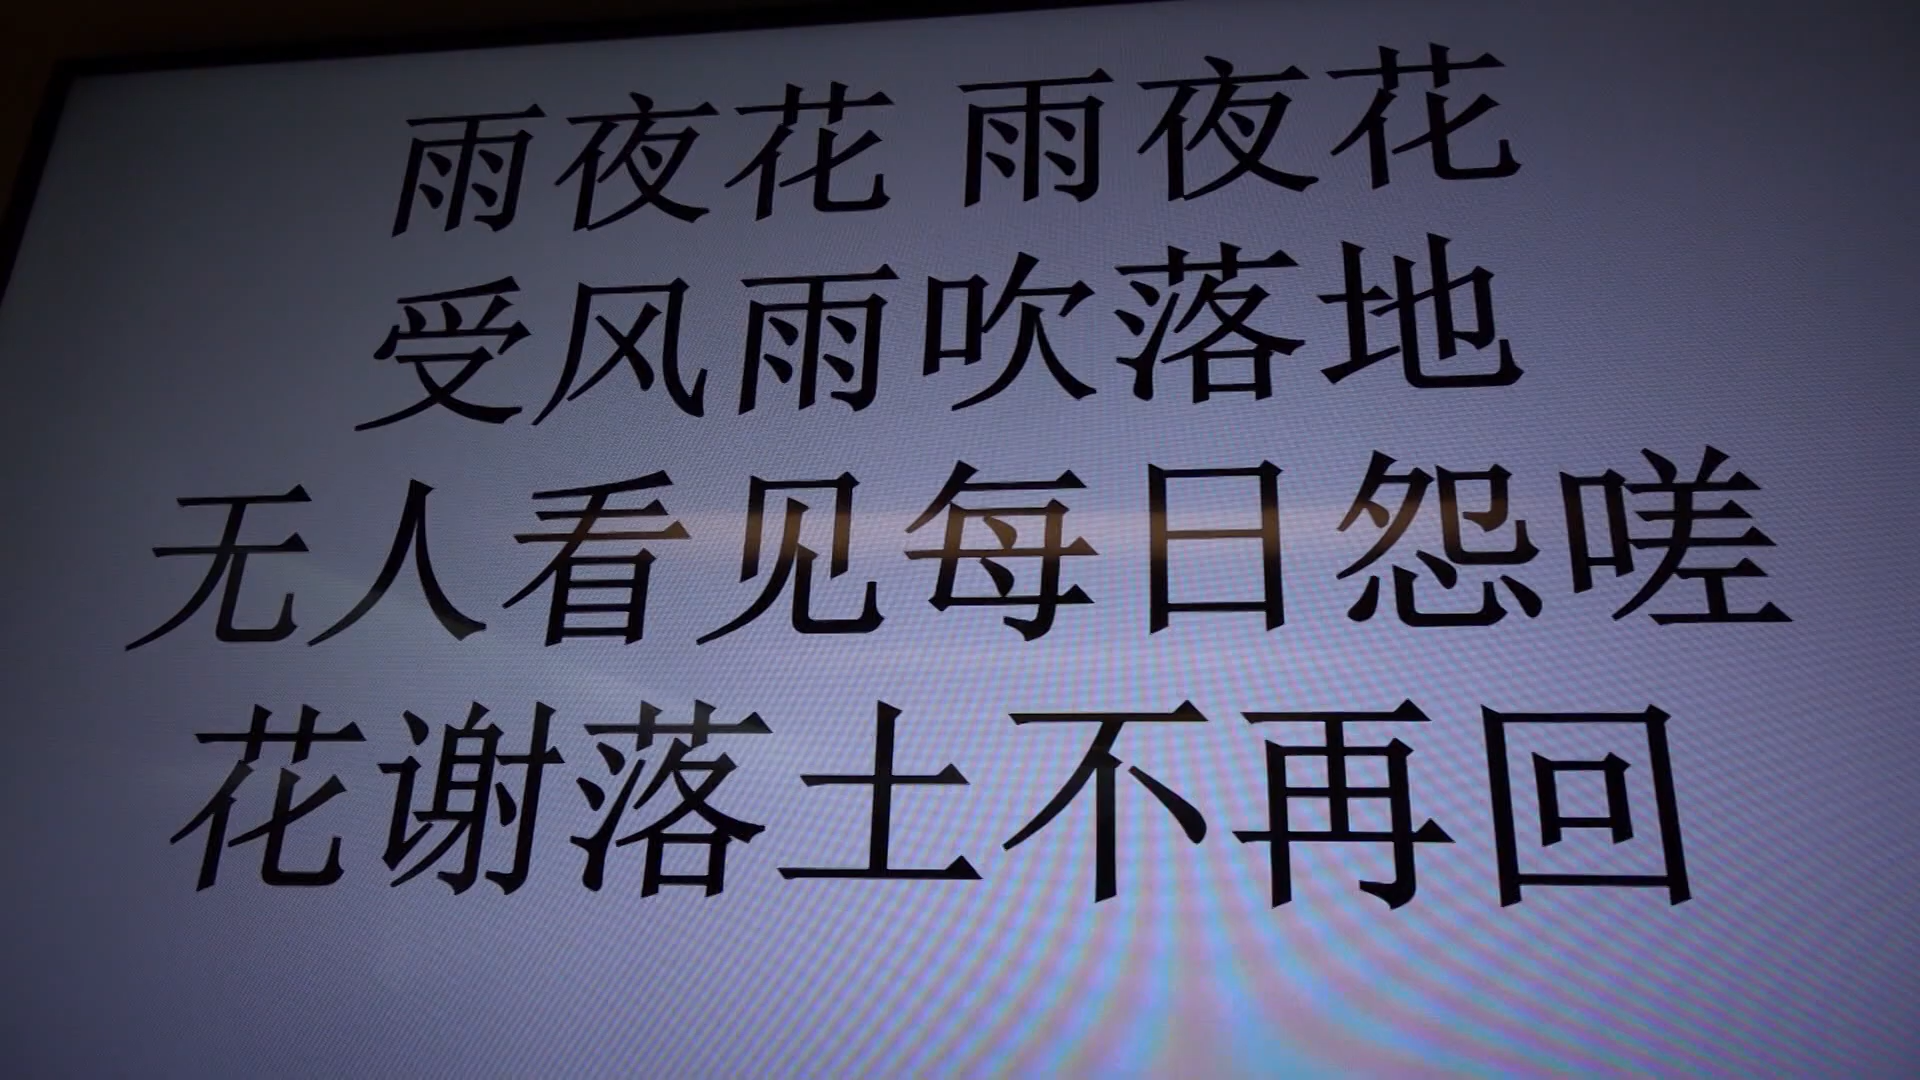 雨夜花 雨夜花
受风雨吹落地
无人看见每日怨嗟
花谢落土不再回